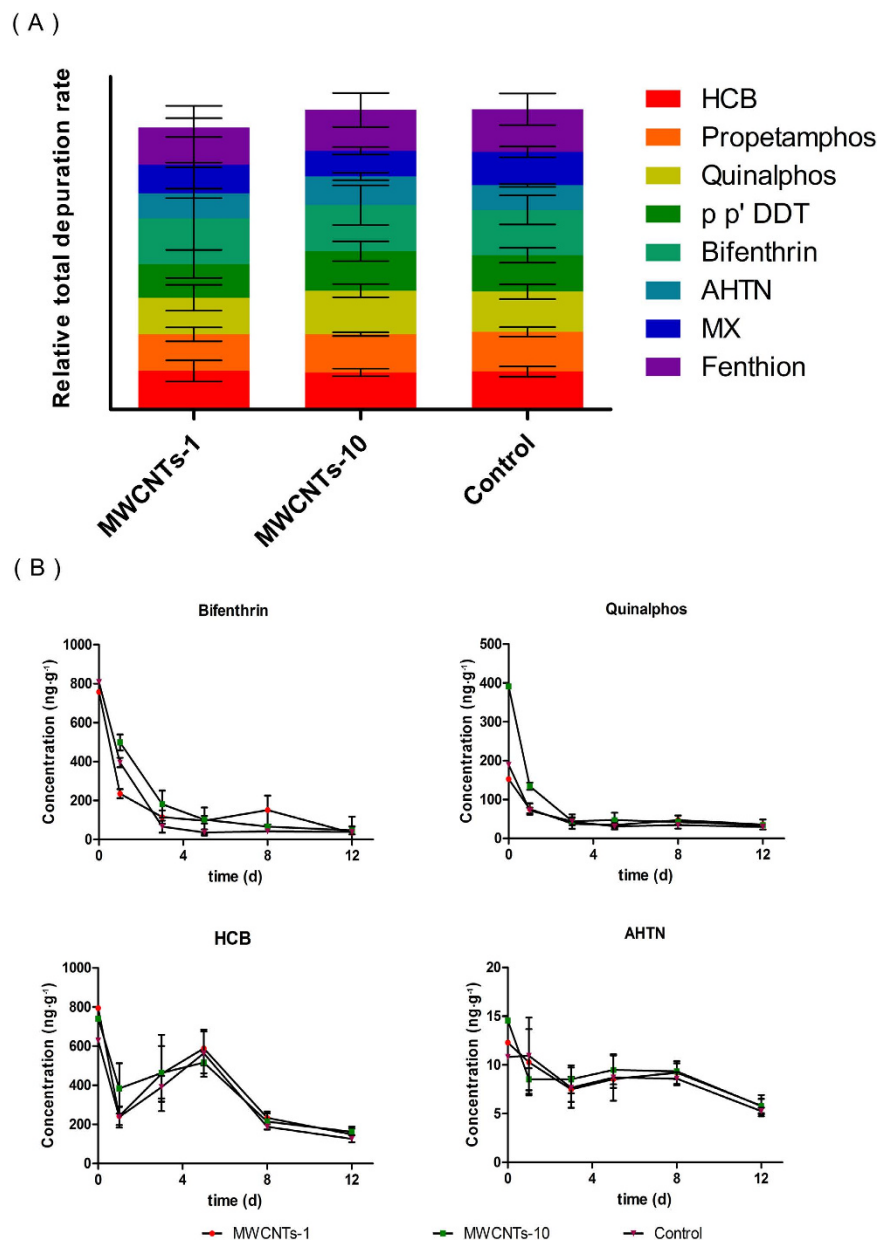 ( A )
Relative total depuration rate
MWCNTs-1
MWCNTs-10
Control
HCB
Propetamphos
Quinalphos
p p' DDT
Bifenthrin
AHTN
MX
Fenthion
( B )
Bifenthrin
Concentration (ng·g⁻¹)
1000
800
600
400
200
0
0 4 8 12
time (d)
Quinalphos
Concentration (ng·g⁻¹)
500
400
300
200
100
0
0 4 8 12
time (d)
HCB
Concentration (ng·g⁻¹)
1000
800
600
400
200
0
0 4 8 12
time (d)
AHTN
Concentration (ng·g⁻¹)
20
15
10
5
0
0 4 8 12
time (d)
MWCNTs-1 MWCNTs-10 Control